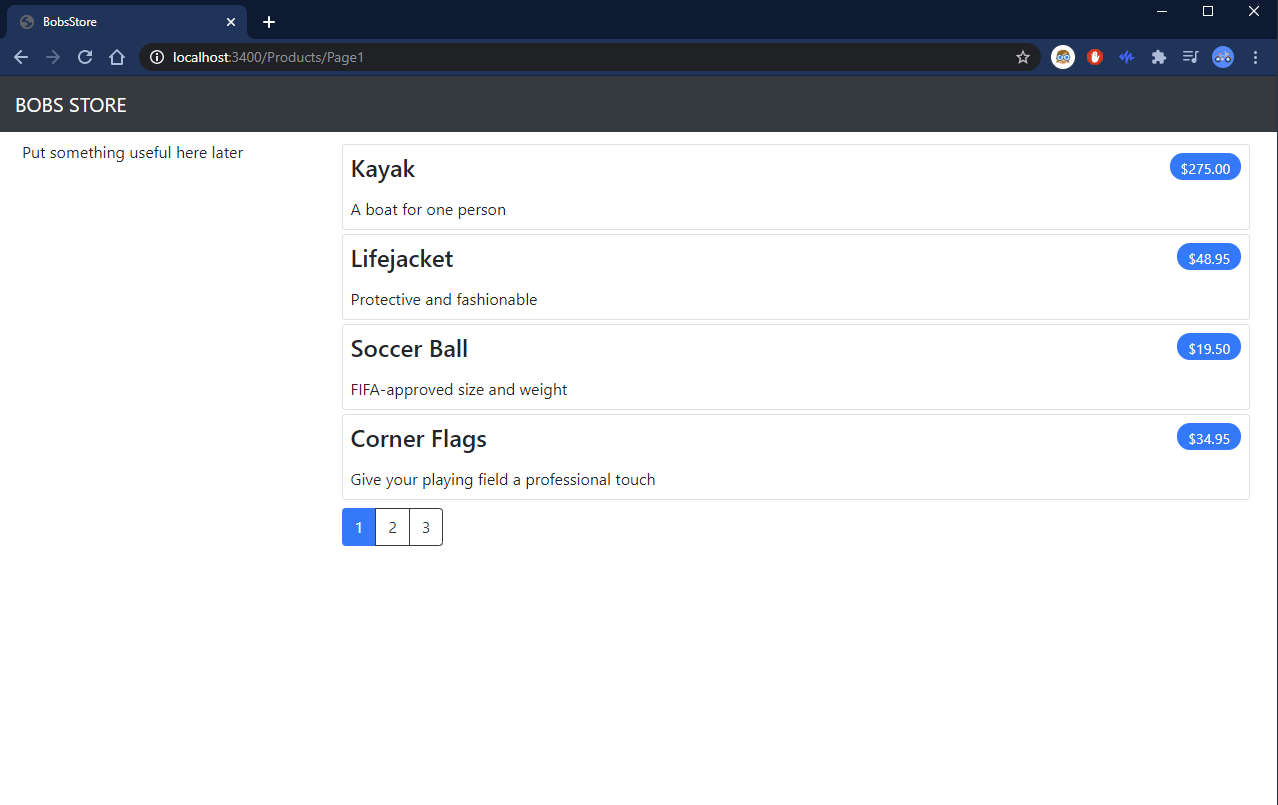 BobsStore
localhost:3400/Products/Page1
BOBS STORE
Put something useful here later
Kayak
$275.00
A boat for one person
Lifejacket
$48.95
Protective and fashionable
Soccer Ball
$19.50
FIFA-approved size and weight
Corner Flags
$34.95
Give your playing field a professional touch
1 2 3